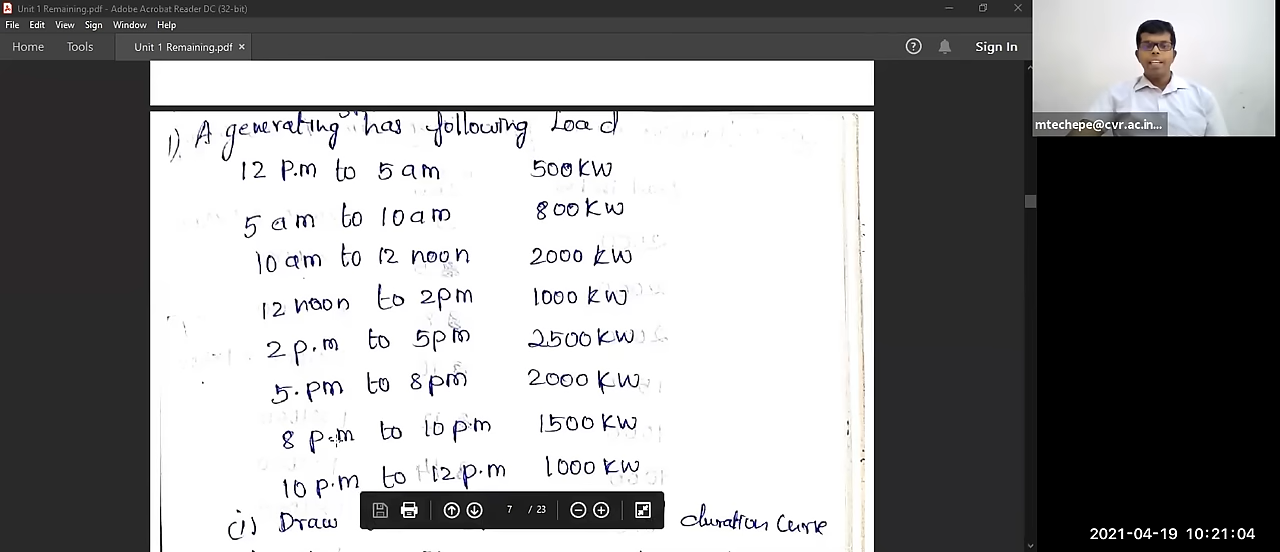 Unit 1 Remaining.pdf - Adobe Acrobat Reader DC (32-bit)
File Edit View Sign Window Help
Home Tools Unit 1 Remaining.pdf × Sign In
1). A generating has following Load
12 P.m to 5 am 500 KW
5 am to 10 am 800 KW
10 am to 12 noon 2000 KW
12 noon to 2pm 1000 KW
2 p.m to 5pm 2500 KW
5.pm to 8pm 2000 KW
8 p.m to 10 p.m 1500 KW
10 p.m to 12 p.m 1000 KW
7 / 23
(i) Draw duration Curve
mtechepe@cvr.ac.in...
2021-04-19 10:21:04